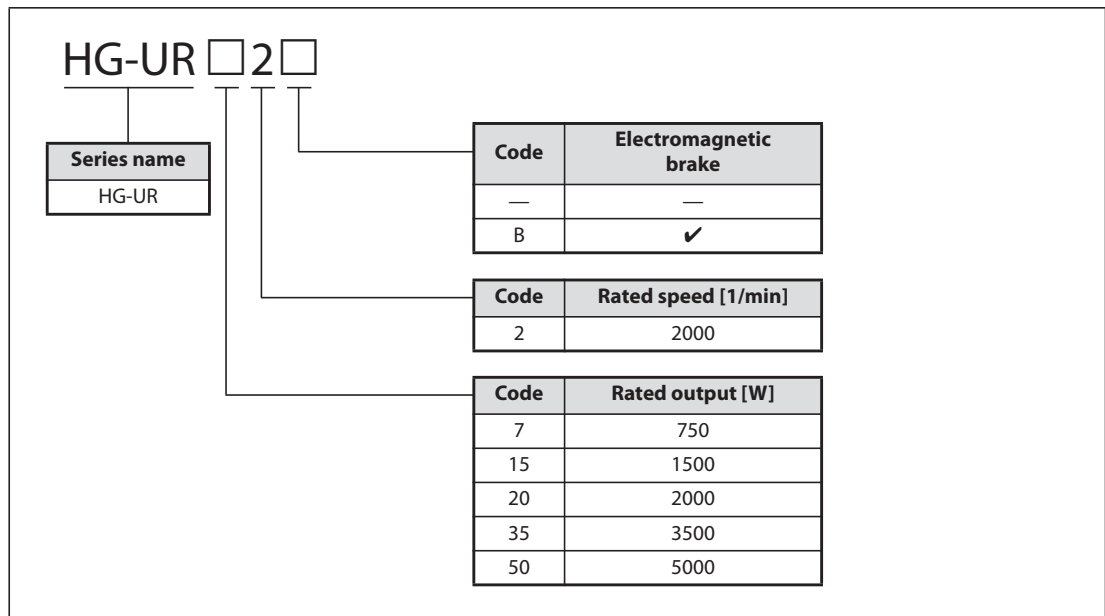 HG-UR □2□
Series name
HG-UR
Code Electromagnetic
brake
— —
B ✔
Code Rated speed [1/min]
2 2000
Code Rated output [W]
7 750
15 1500
20 2000
35 3500
50 5000